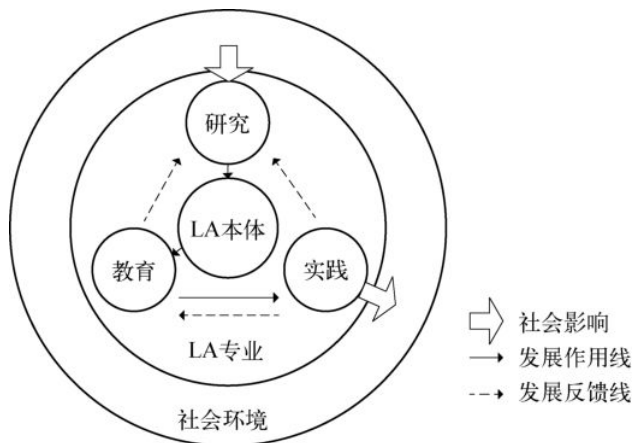 研究
LA本体
教育
实践
LA专业
社会环境
社会影响
发展作用线
发展反馈线